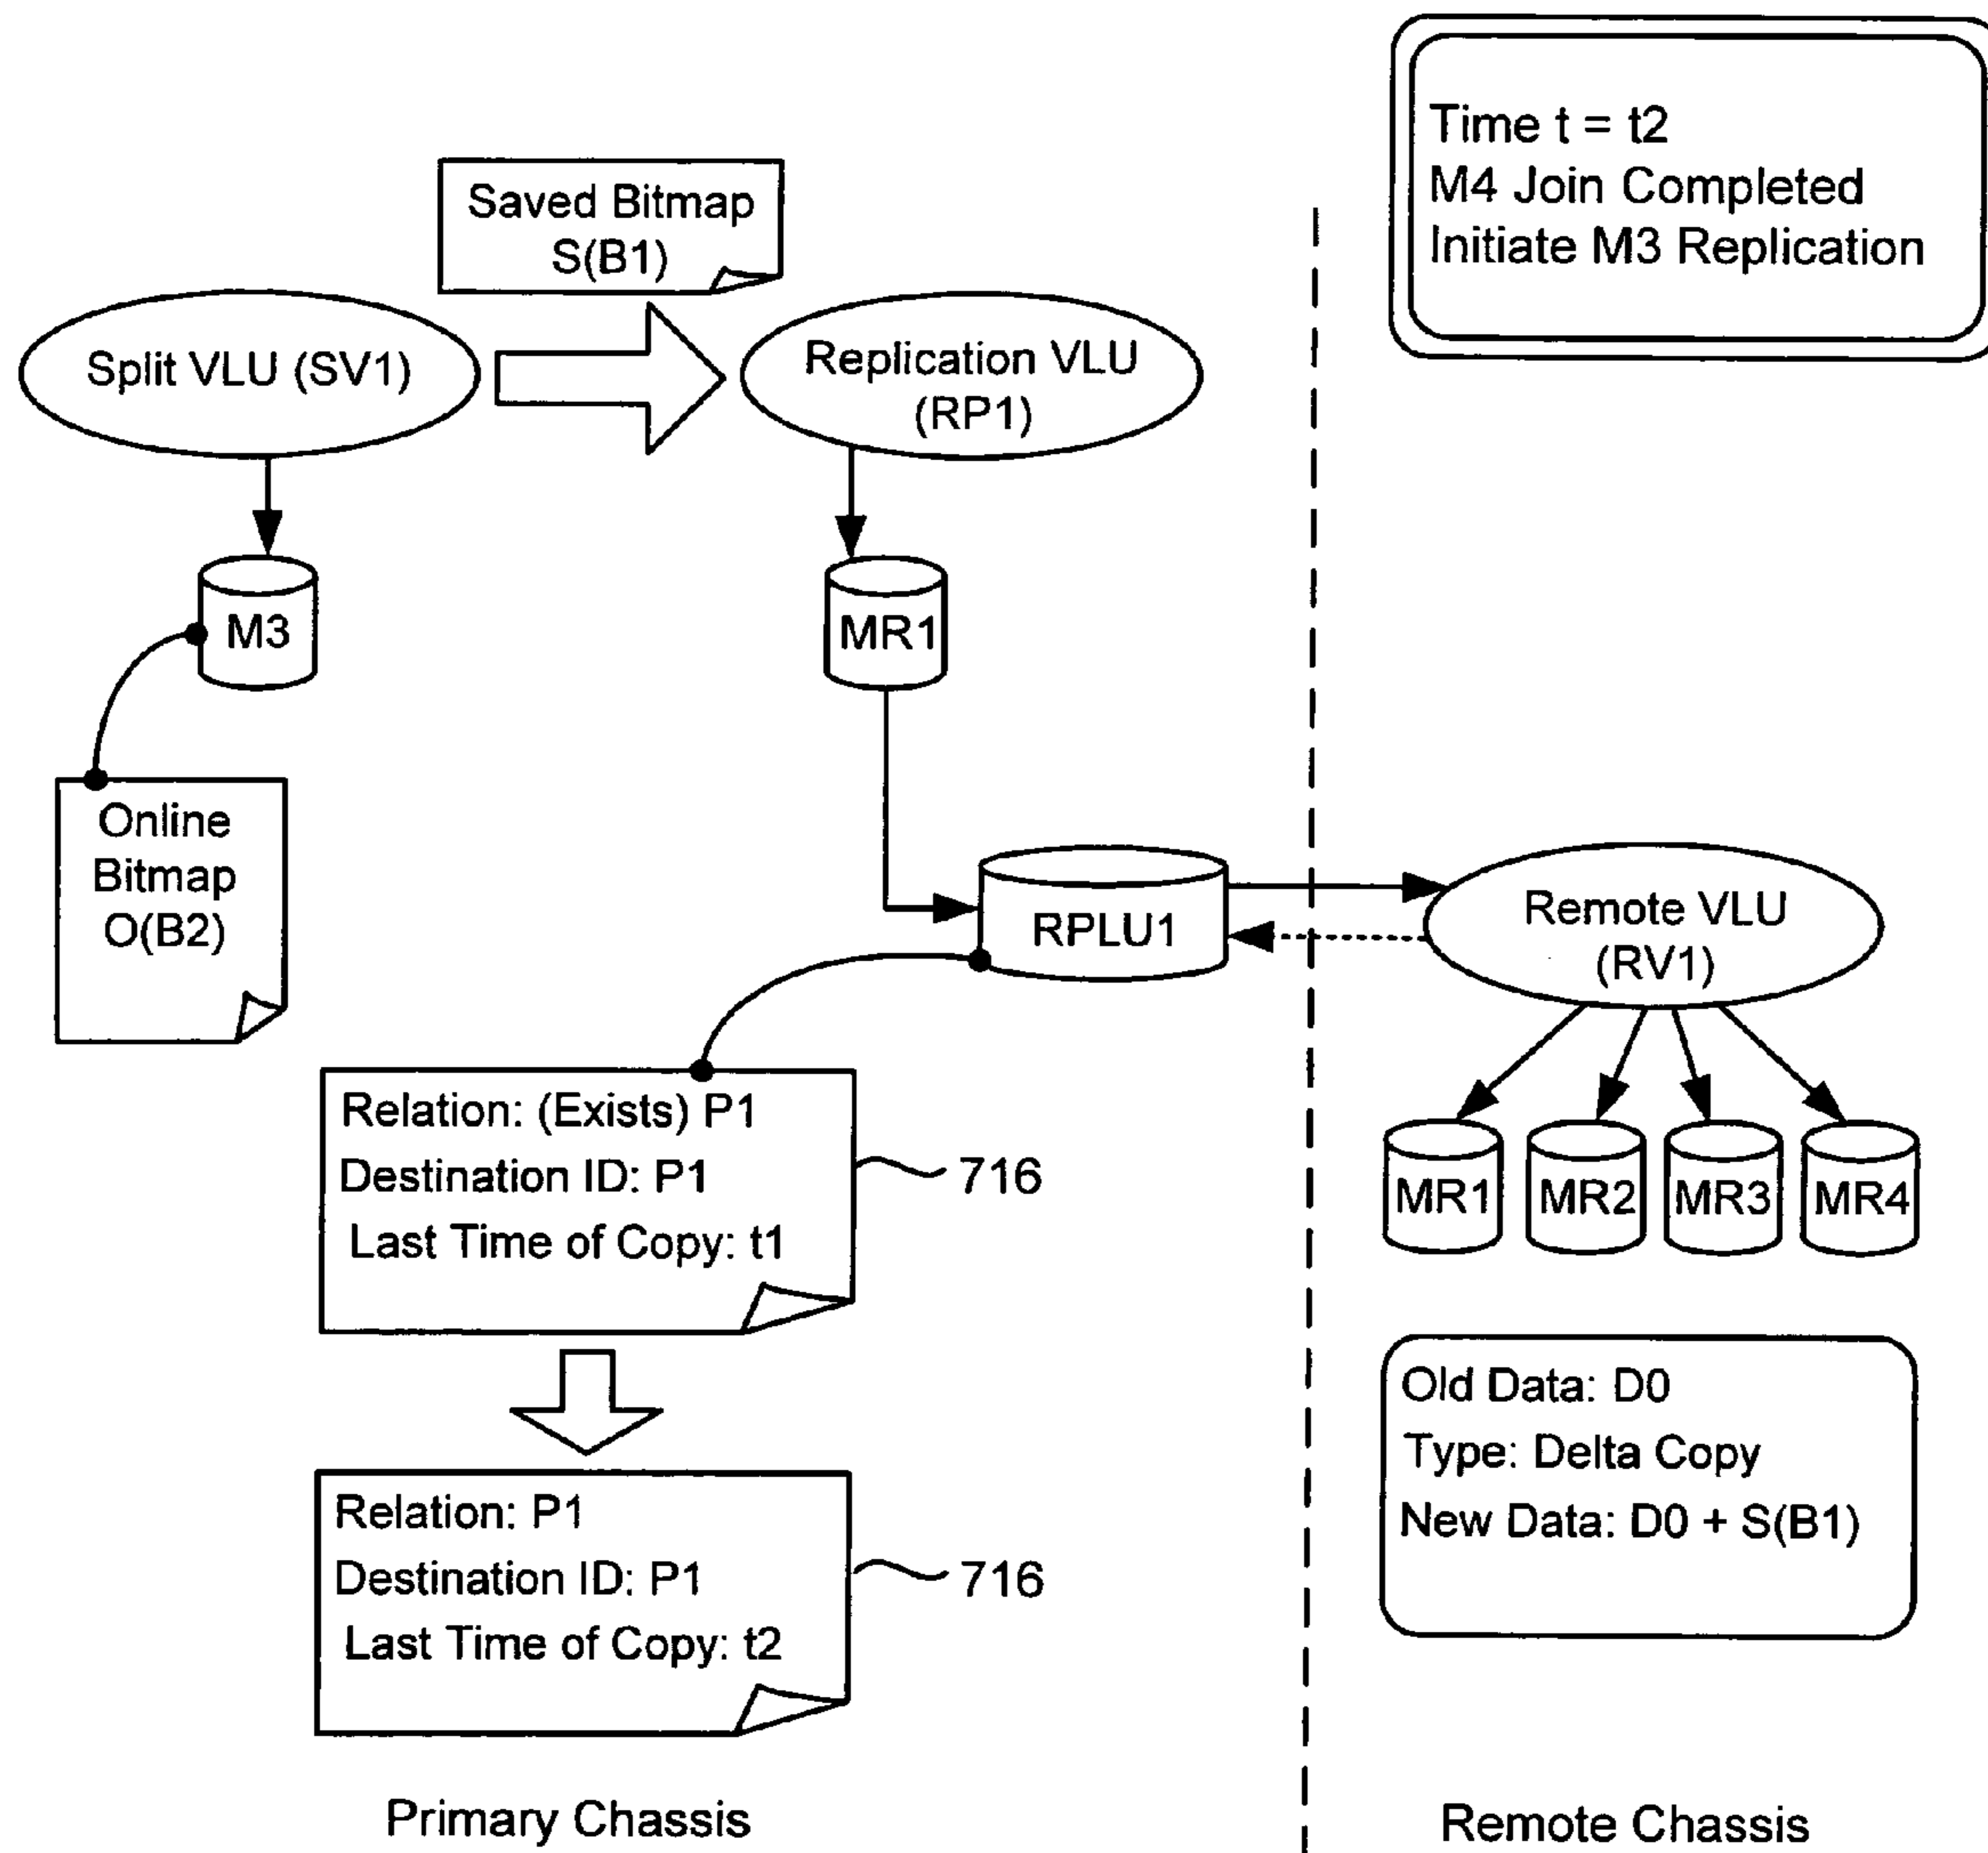 Time t = t2
M4 Join Completed
Initiate M3 Replication
Saved Bitmap
S(B1)
Split VLU (SV1)
Replication VLU
(RP1)
M3
MR1
Online
Bitmap
O(B2)
RPLU1
Remote VLU
(RV1)
Relation: (Exists) P1
Destination ID: P1
Last Time of Copy: t1
716
MR1
MR2
MR3
MR4
Relation: P1
Destination ID: P1
Last Time of Copy: t2
716
Old Data: D0
Type: Delta Copy
New Data: D0 + S(B1)
Primary Chassis
Remote Chassis